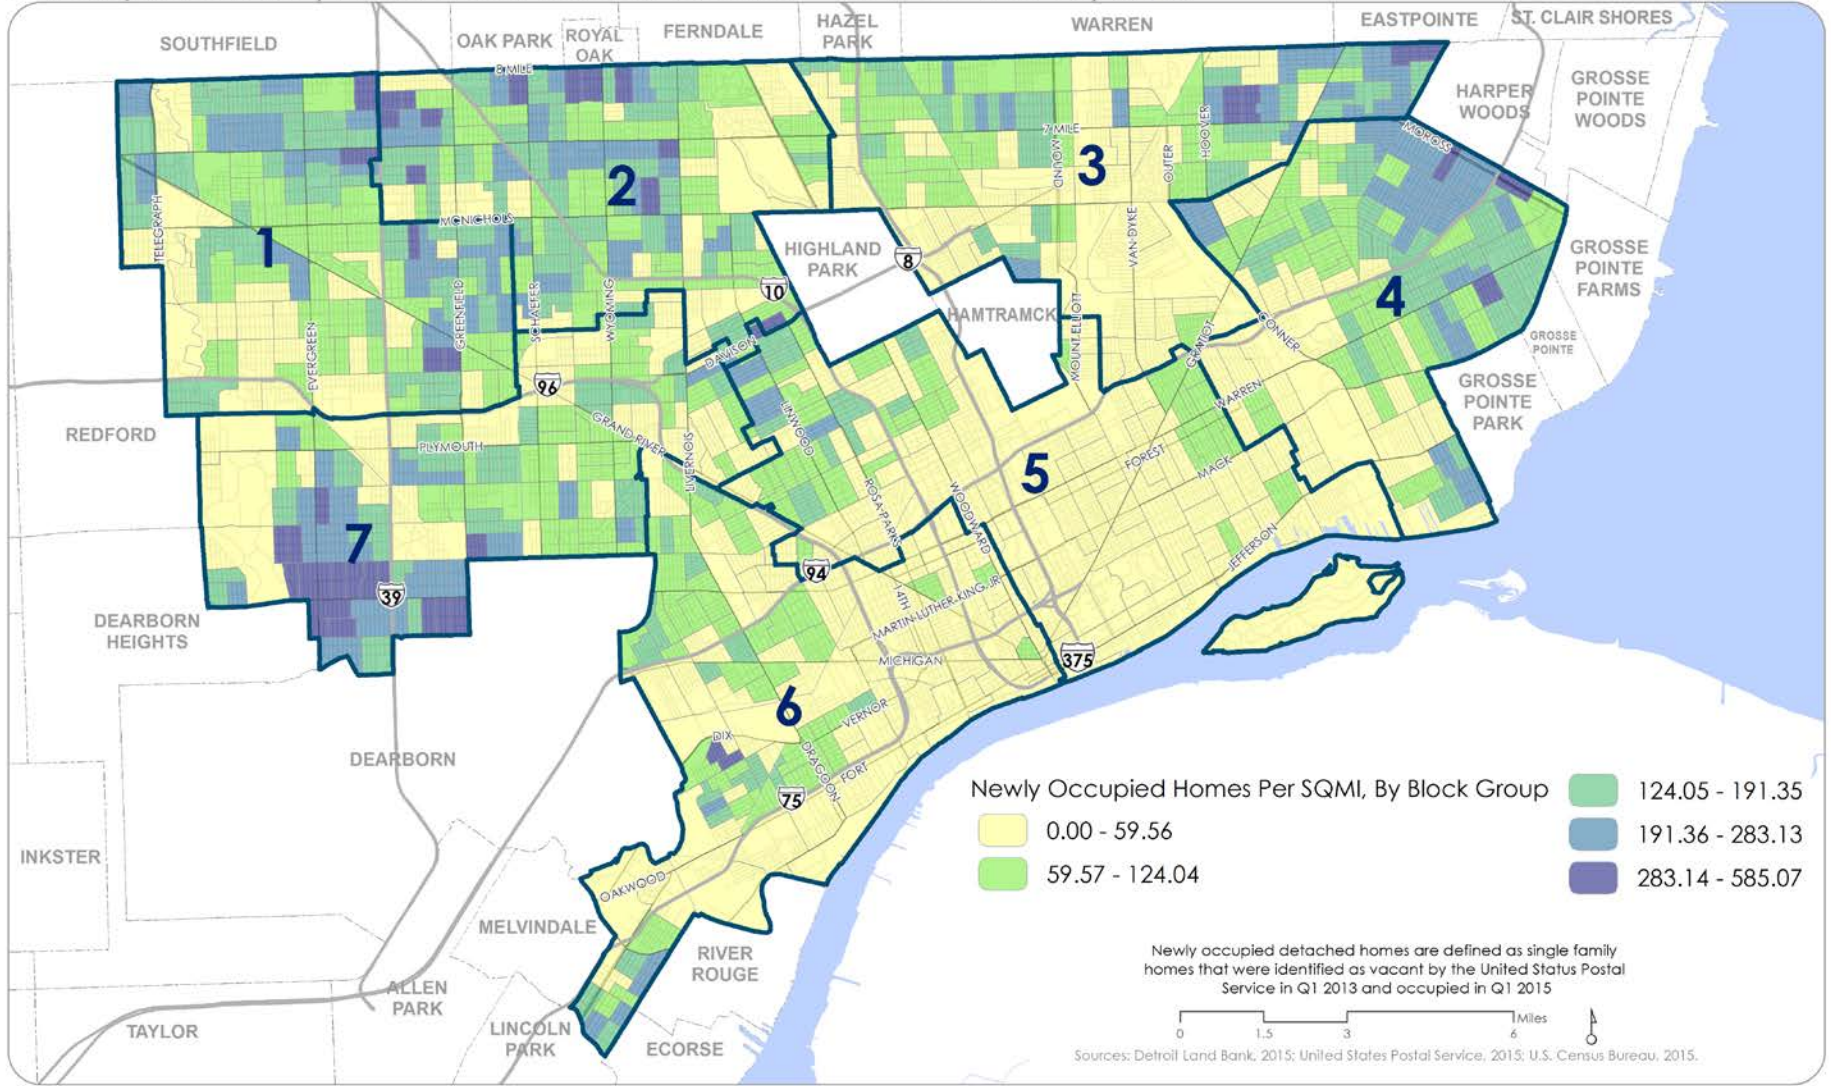 SOUTHFIELD
OAK PARK
ROYAL
OAK
FERNDALE
HAZEL
PARK
WARREN
EASTPOINTE
ST. CLAIR SHORES
8 MILE
HARPER
WOODS
GROSSE
POINTE
WOODS
7 MILE
MOUND
OUTER
HOOVER
MOROSS
2
3
TELEGRAPH
MCNICHOLS
1
HIGHLAND
PARK
8
VAN DYKE
GROSSE
POINTE
FARMS
4
10
GREENFIELD
SCHAEFER
WYOMING
HAMTRAMCK
MOUNT ELLIOTT
GRATIOT
CONNER
GROSSE
POINTE
EVERGREEN
DAVISON
96
WARREN
GROSSE
POINTE
PARK
REDFORD
PLYMOUTH
GRAND RIVER
LIVERNOIS
LINWOOD
5
FOREST
MACK
ROSA PARKS
WOODWARD
7
JEFFERSON
94
39
14TH
MARTIN LUTHER KING JR
DEARBORN
HEIGHTS
MICHIGAN
375
6
VERNOR
DIX
DRAGOON
FORT
DEARBORN
75
Newly Occupied Homes Per SQMI, By Block Group
0.00 - 59.56
59.57 - 124.04
124.05 - 191.35
191.36 - 283.13
283.14 - 585.07
INKSTER
OAKWOOD
MELVINDALE
RIVER
ROUGE
ALLEN
PARK
TAYLOR
LINCOLN
PARK
ECORSE
Newly occupied detached homes are defined as single family
homes that were identified as vacant by the United Status Postal
Service in Q1 2013 and occupied in Q1 2015
Miles
0 1.5 3 6
Sources: Detroit Land Bank, 2015; United States Postal Service, 2015; U.S. Census Bureau, 2015.